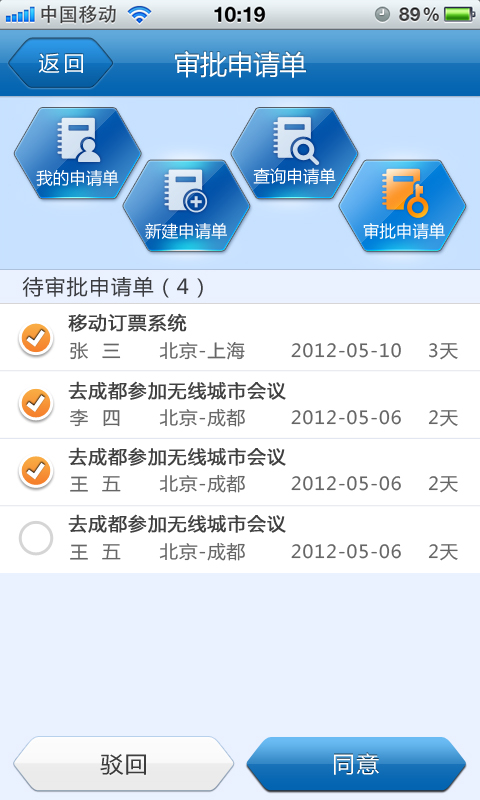 中国移动 10:19 89%
返回 审批申请单
我的申请单 查询申请单
新建申请单 审批申请单
待审批申请单（4）
移动订票系统
张 三 北京-上海 2012-05-10 3天
去成都参加无线城市会议
李 四 北京-成都 2012-05-06 2天
去成都参加无线城市会议
王 五 北京-成都 2012-05-06 2天
去成都参加无线城市会议
王 五 北京-成都 2012-05-06 2天
驳回 同意